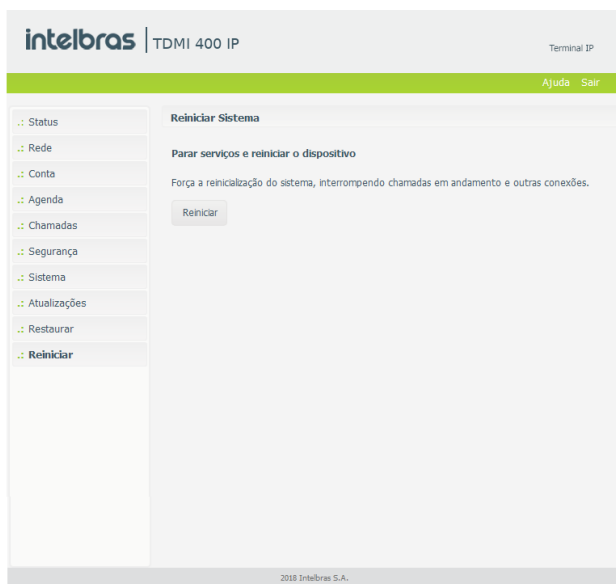 intelbras TDMI 400 IP
Terminal IP
Ajuda Sair
.: Status
.: Rede
.: Conta
.: Agenda
.: Chamadas
.: Segurança
.: Sistema
.: Atualizações
.: Restaurar
.: Reiniciar
Reiniciar Sistema
Parar serviços e reiniciar o dispositivo
Força a reinicialização do sistema, interrompendo chamadas em andamento e outras conexões.
Reiniciar
2018 Intelbras S.A.